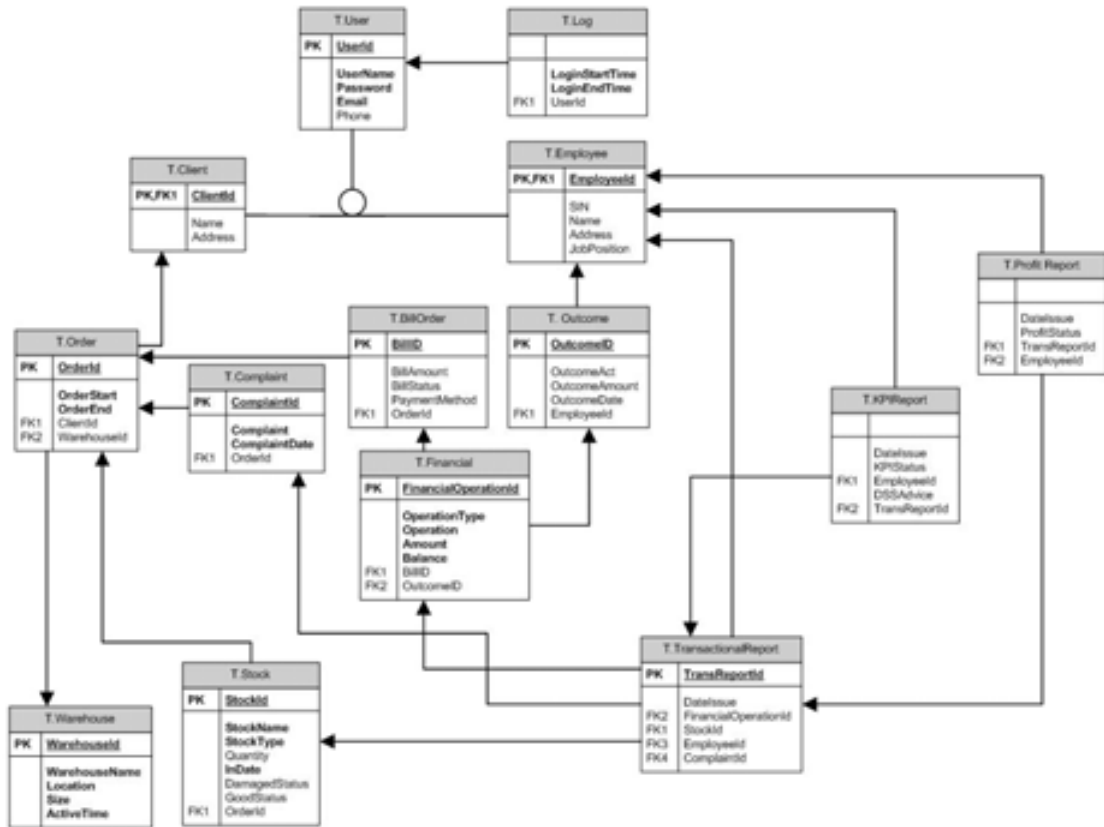 T.User
PK UserId
UserName
Password
Email
Phone
T.Log
LoginStartTime
LoginEndTime
FK1 UserId
T.Client
PK,FK1 ClientId
Name
Address
T.Employee
PK,FK1 EmployeeId
SIN
Name
Address
JobPosition
T.Profit Report
DateIssue
ProfitStatus
FK1 TransReportId
FK2 EmployeeId
T.Order
PK OrderId
OrderStart
OrderEnd
FK1 ClientId
FK2 WarehouseId
T.Complaint
PK ComplaintId
Complaint
ComplaintDate
FK1 OrderId
T.BillOrder
PK BillID
BillAmount
BillStatus
PaymentMethod
FK1 OrderId
T. Outcome
PK OutcomeID
OutcomeAct
OutcomeAmount
OutcomeDate
FK1 EmployeeId
T.KPIReport
DateIssue
KPIStatus
FK1 EmployeeId
DSSAdvice
FK2 TransReportId
T.Financial
PK FinancialOperationId
OperationType
Operation
Amount
Balance
FK1 BillID
FK2 OutcomeID
T.TransactionalReport
PK TransReportId
DateIssue
FK2 FinancialOperationId
FK1 StockId
FK3 EmployeeId
FK4 ComplaintId
T.Stock
PK StockId
StockName
StockType
Quantity
InDate
DamagedStatus
GoodStatus
FK1 OrderId
T.Warehouse
PK WarehouseId
WarehouseName
Location
Size
ActiveTime